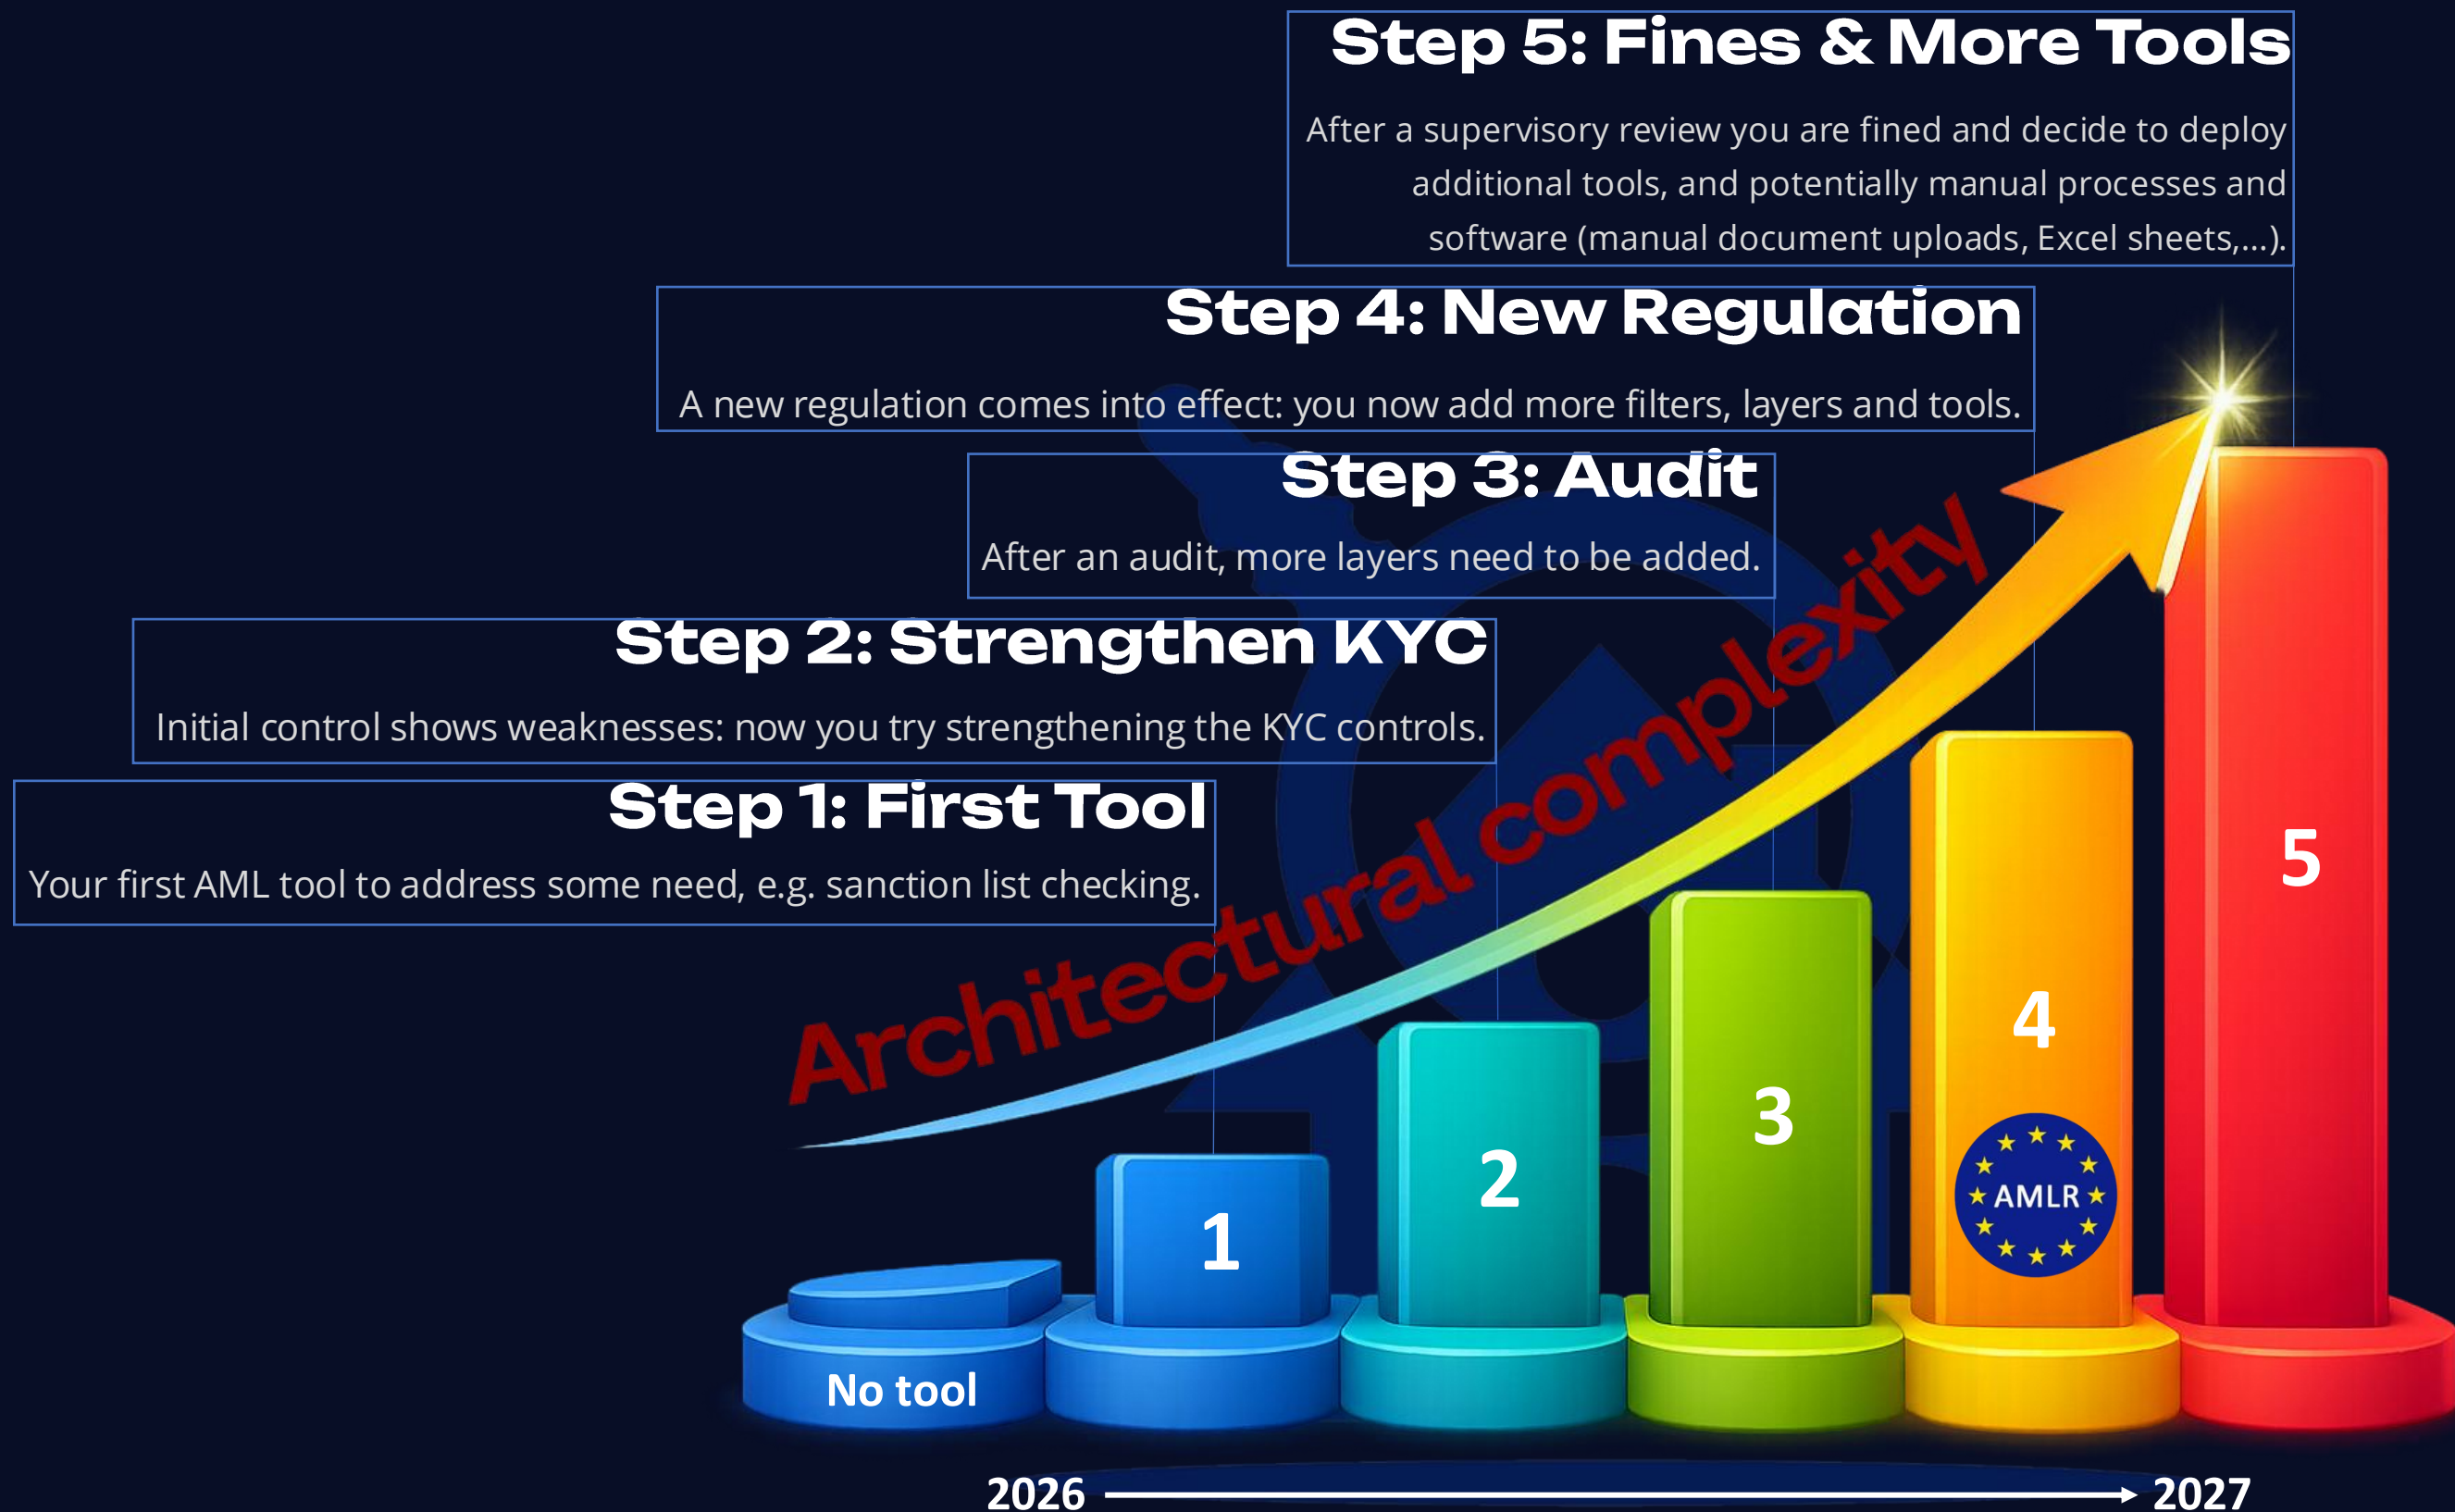 Step 5: Fines & More Tools
After a supervisory review you are fined and decide to deploy
additional tools, and potentially manual processes and
software (manual document uploads, Excel sheets,...).
Step 4: New Regulation
A new regulation comes into effect: you now add more filters, layers and tools.
Step 3: Audit
After an audit, more layers need to be added.
Step 2: Strengthen KYC
Initial control shows weaknesses: now you try strengthening the KYC controls.
Step 1: First Tool
Your first AML tool to address some need, e.g. sanction list checking.
Architectural complexity
No tool
1
2
3
4
AMLR
5
2026
2027